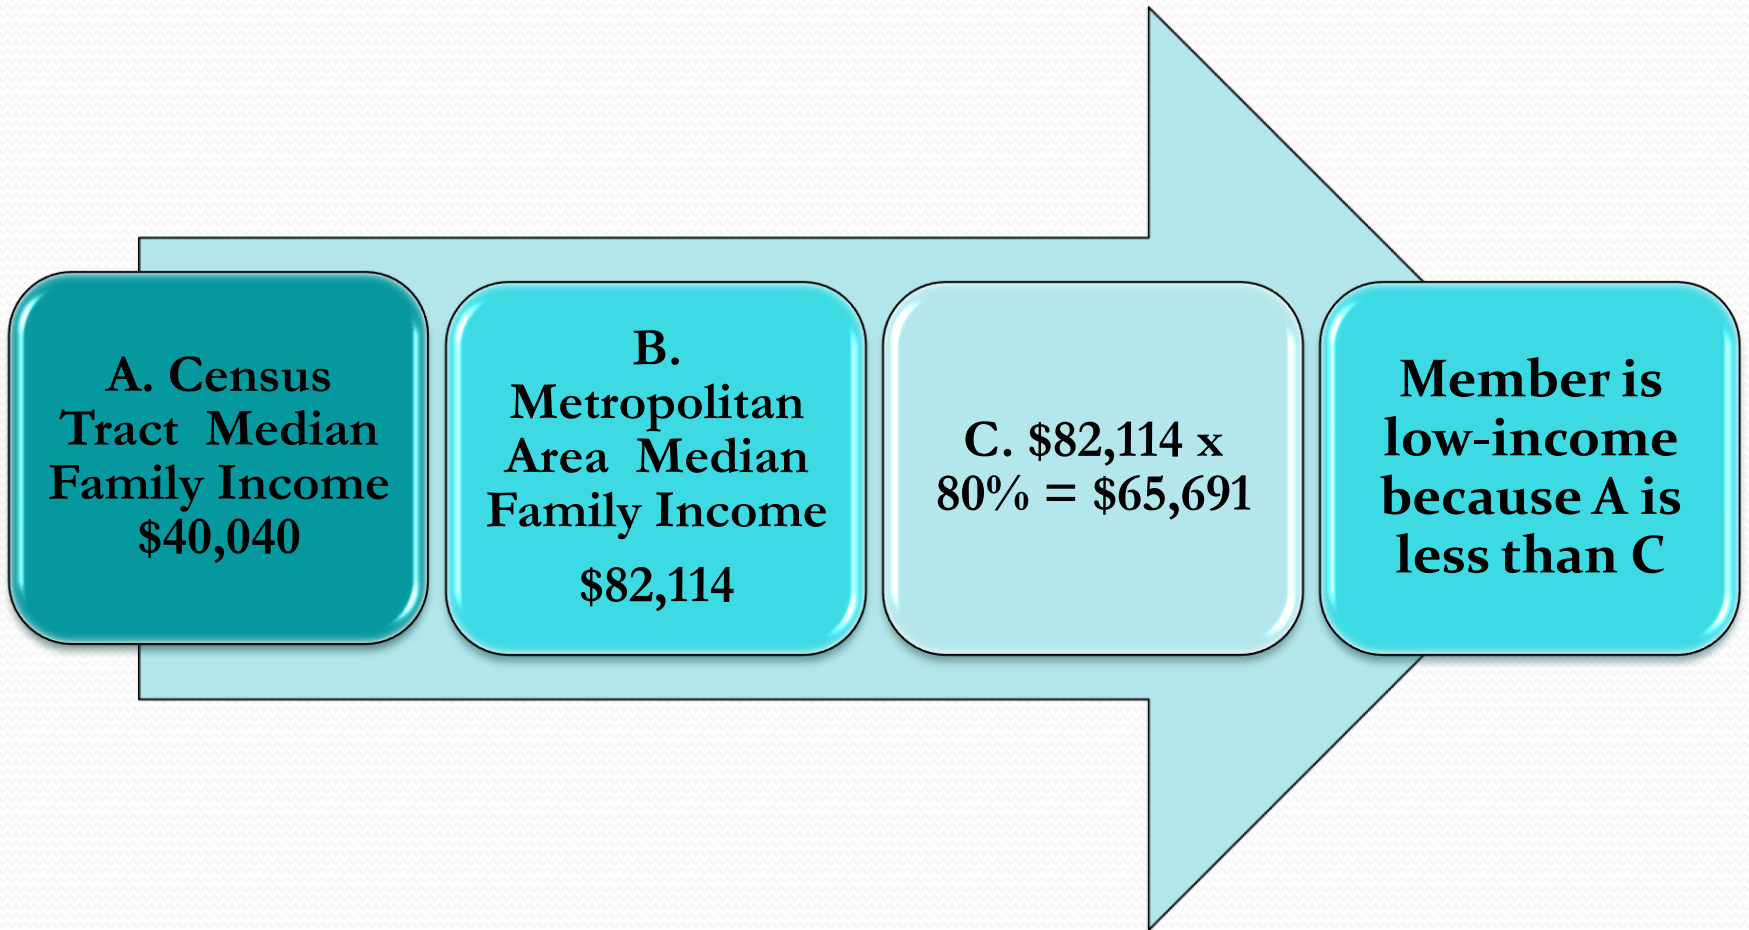 A. Census
Tract  Median
Family Income
$40,040
B.
Metropolitan
Area  Median
Family Income
$82,114
C. $82,114 x
80% = $65,691
Member is
low-income
because A is
less than C